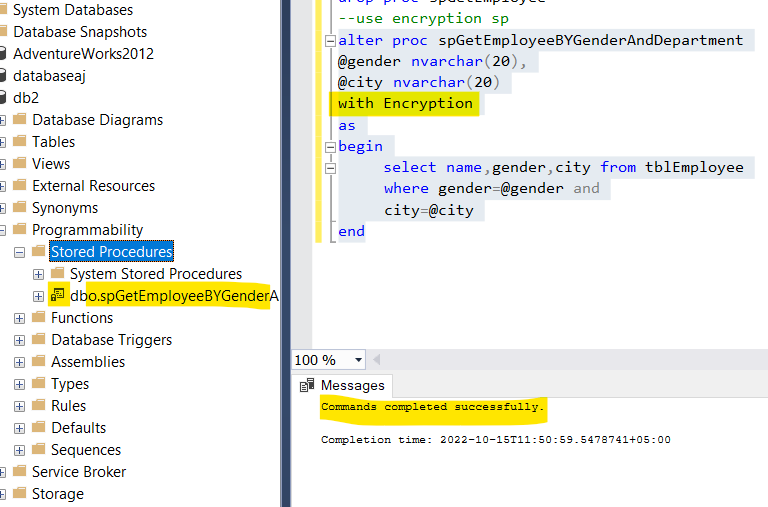 System Databases
Database Snapshots
AdventureWorks2012
databaseaj
db2
Database Diagrams
Tables
Views
External Resources
Synonyms
Programmability
Stored Procedures
System Stored Procedures
dbo.spGetEmployeeBYGenderA
Functions
Database Triggers
Assemblies
Types
Rules
Defaults
Sequences
Service Broker
Storage
drop proc spGetEmployee
--use encryption sp
alter proc spGetEmployeeBYGenderAndDepartment
@gender nvarchar(20),
@city nvarchar(20)
with Encryption
as
begin
select name,gender,city from tblEmployee
where gender=@gender and
city=@city
end
100 %
Messages
Commands completed successfully.
Completion time: 2022-10-15T11:50:59.5478741+05:00